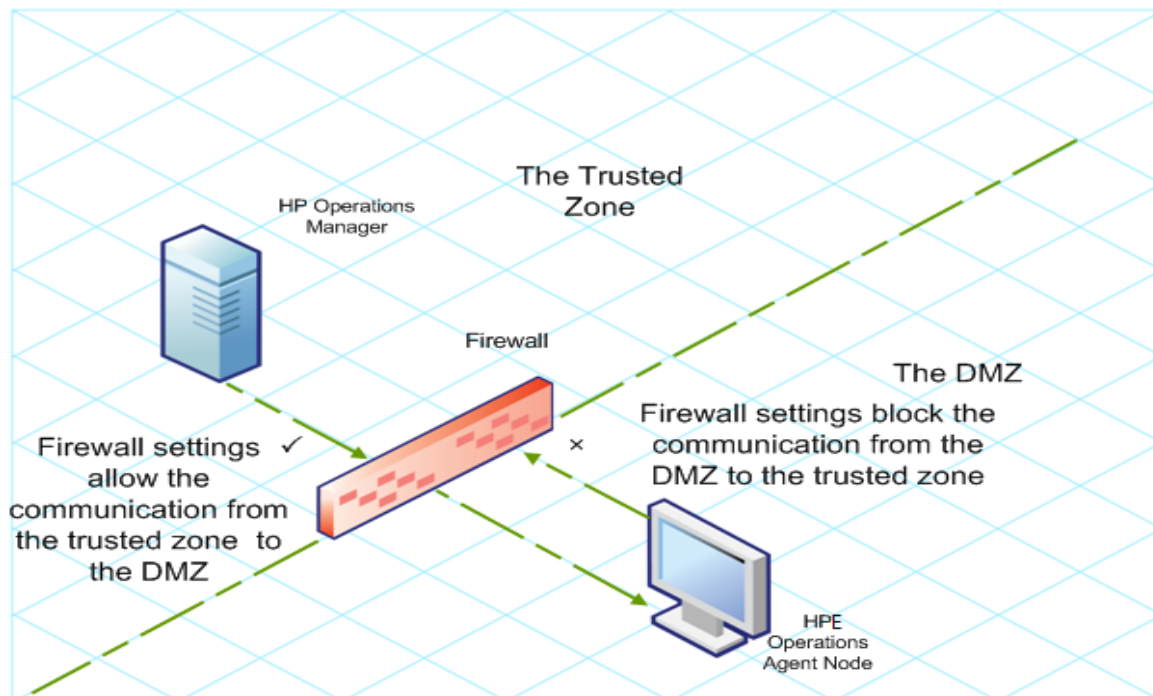 The Trusted
Zone
HP Operations
Manager
Firewall
The DMZ
Firewall settings block the
communication from the
DMZ to the trusted zone
×
Firewall settings ✓
allow the
communication from
the trusted zone to
the DMZ
HPE
Operations
Agent Node